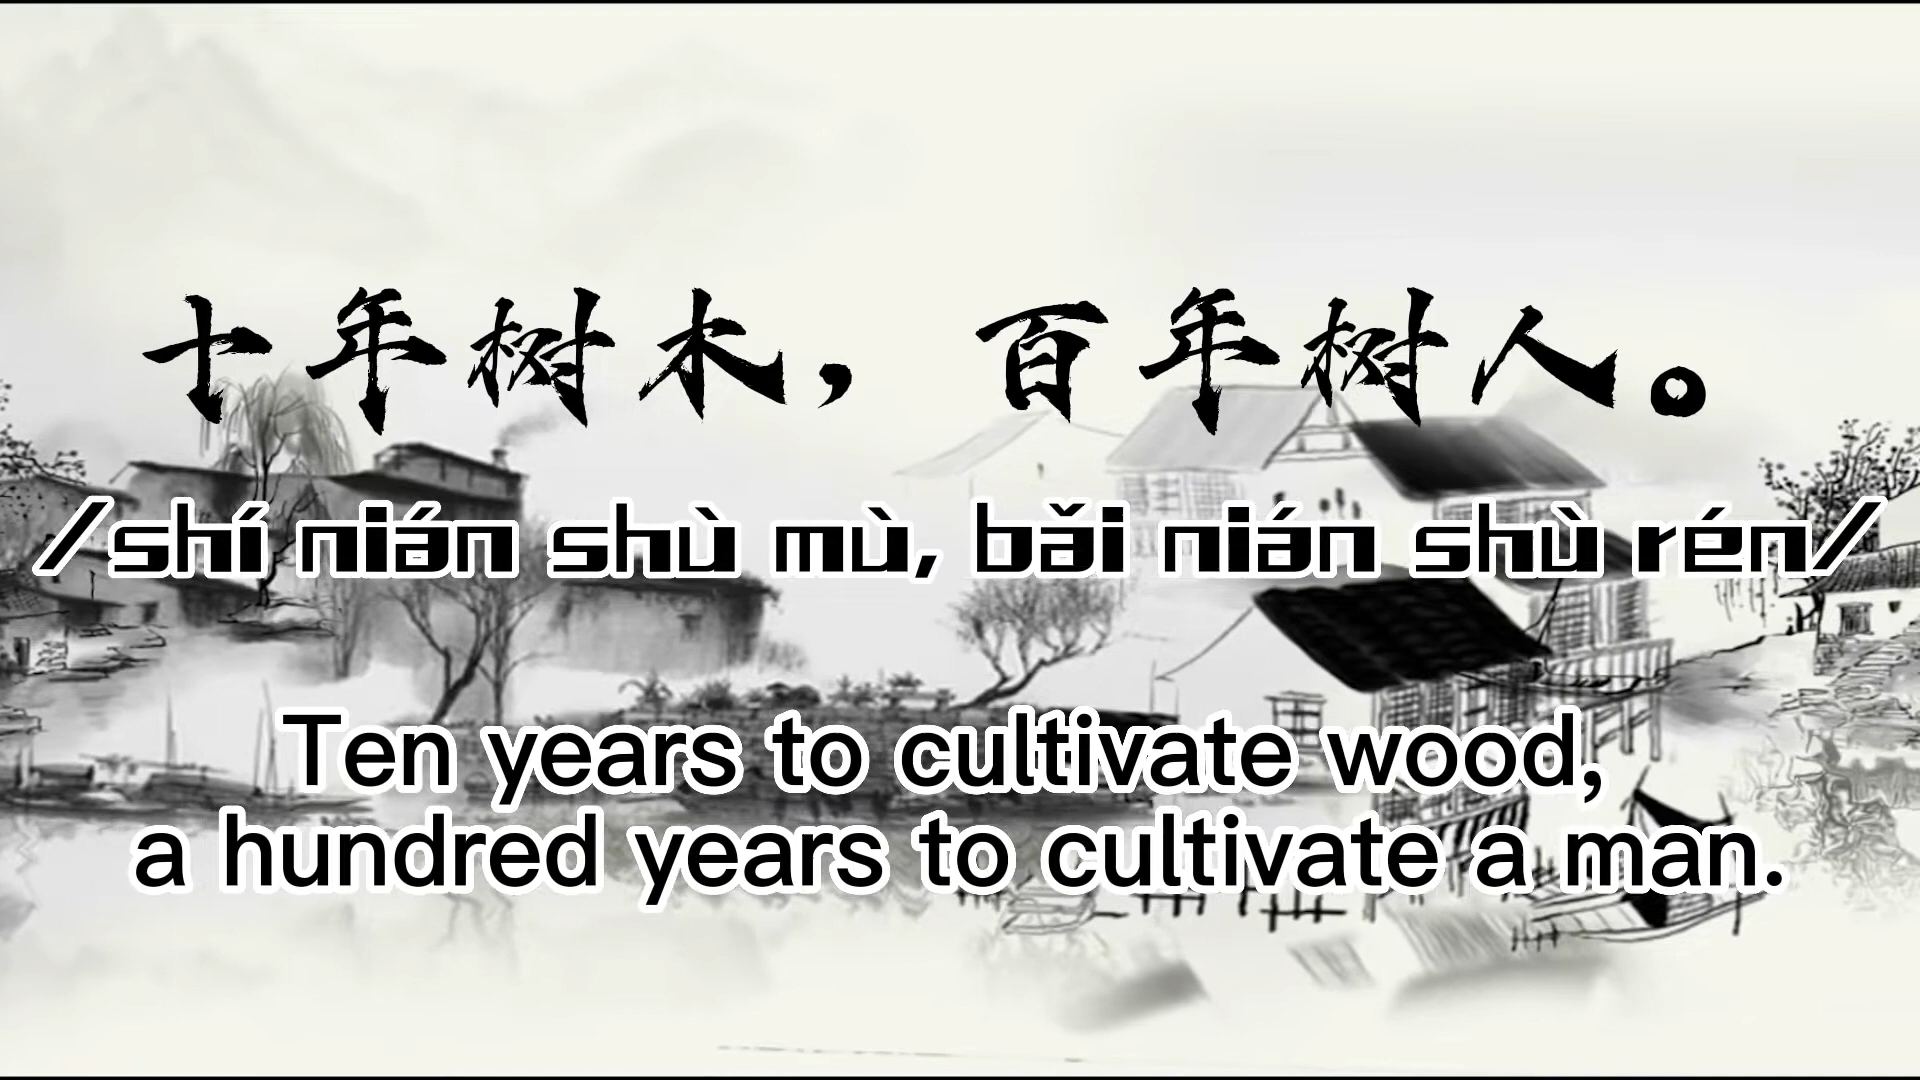 十年树木，百年树人。
/shí nián shù mù, bǎi nián shù rén/
Ten years to cultivate wood,
a hundred years to cultivate a man.